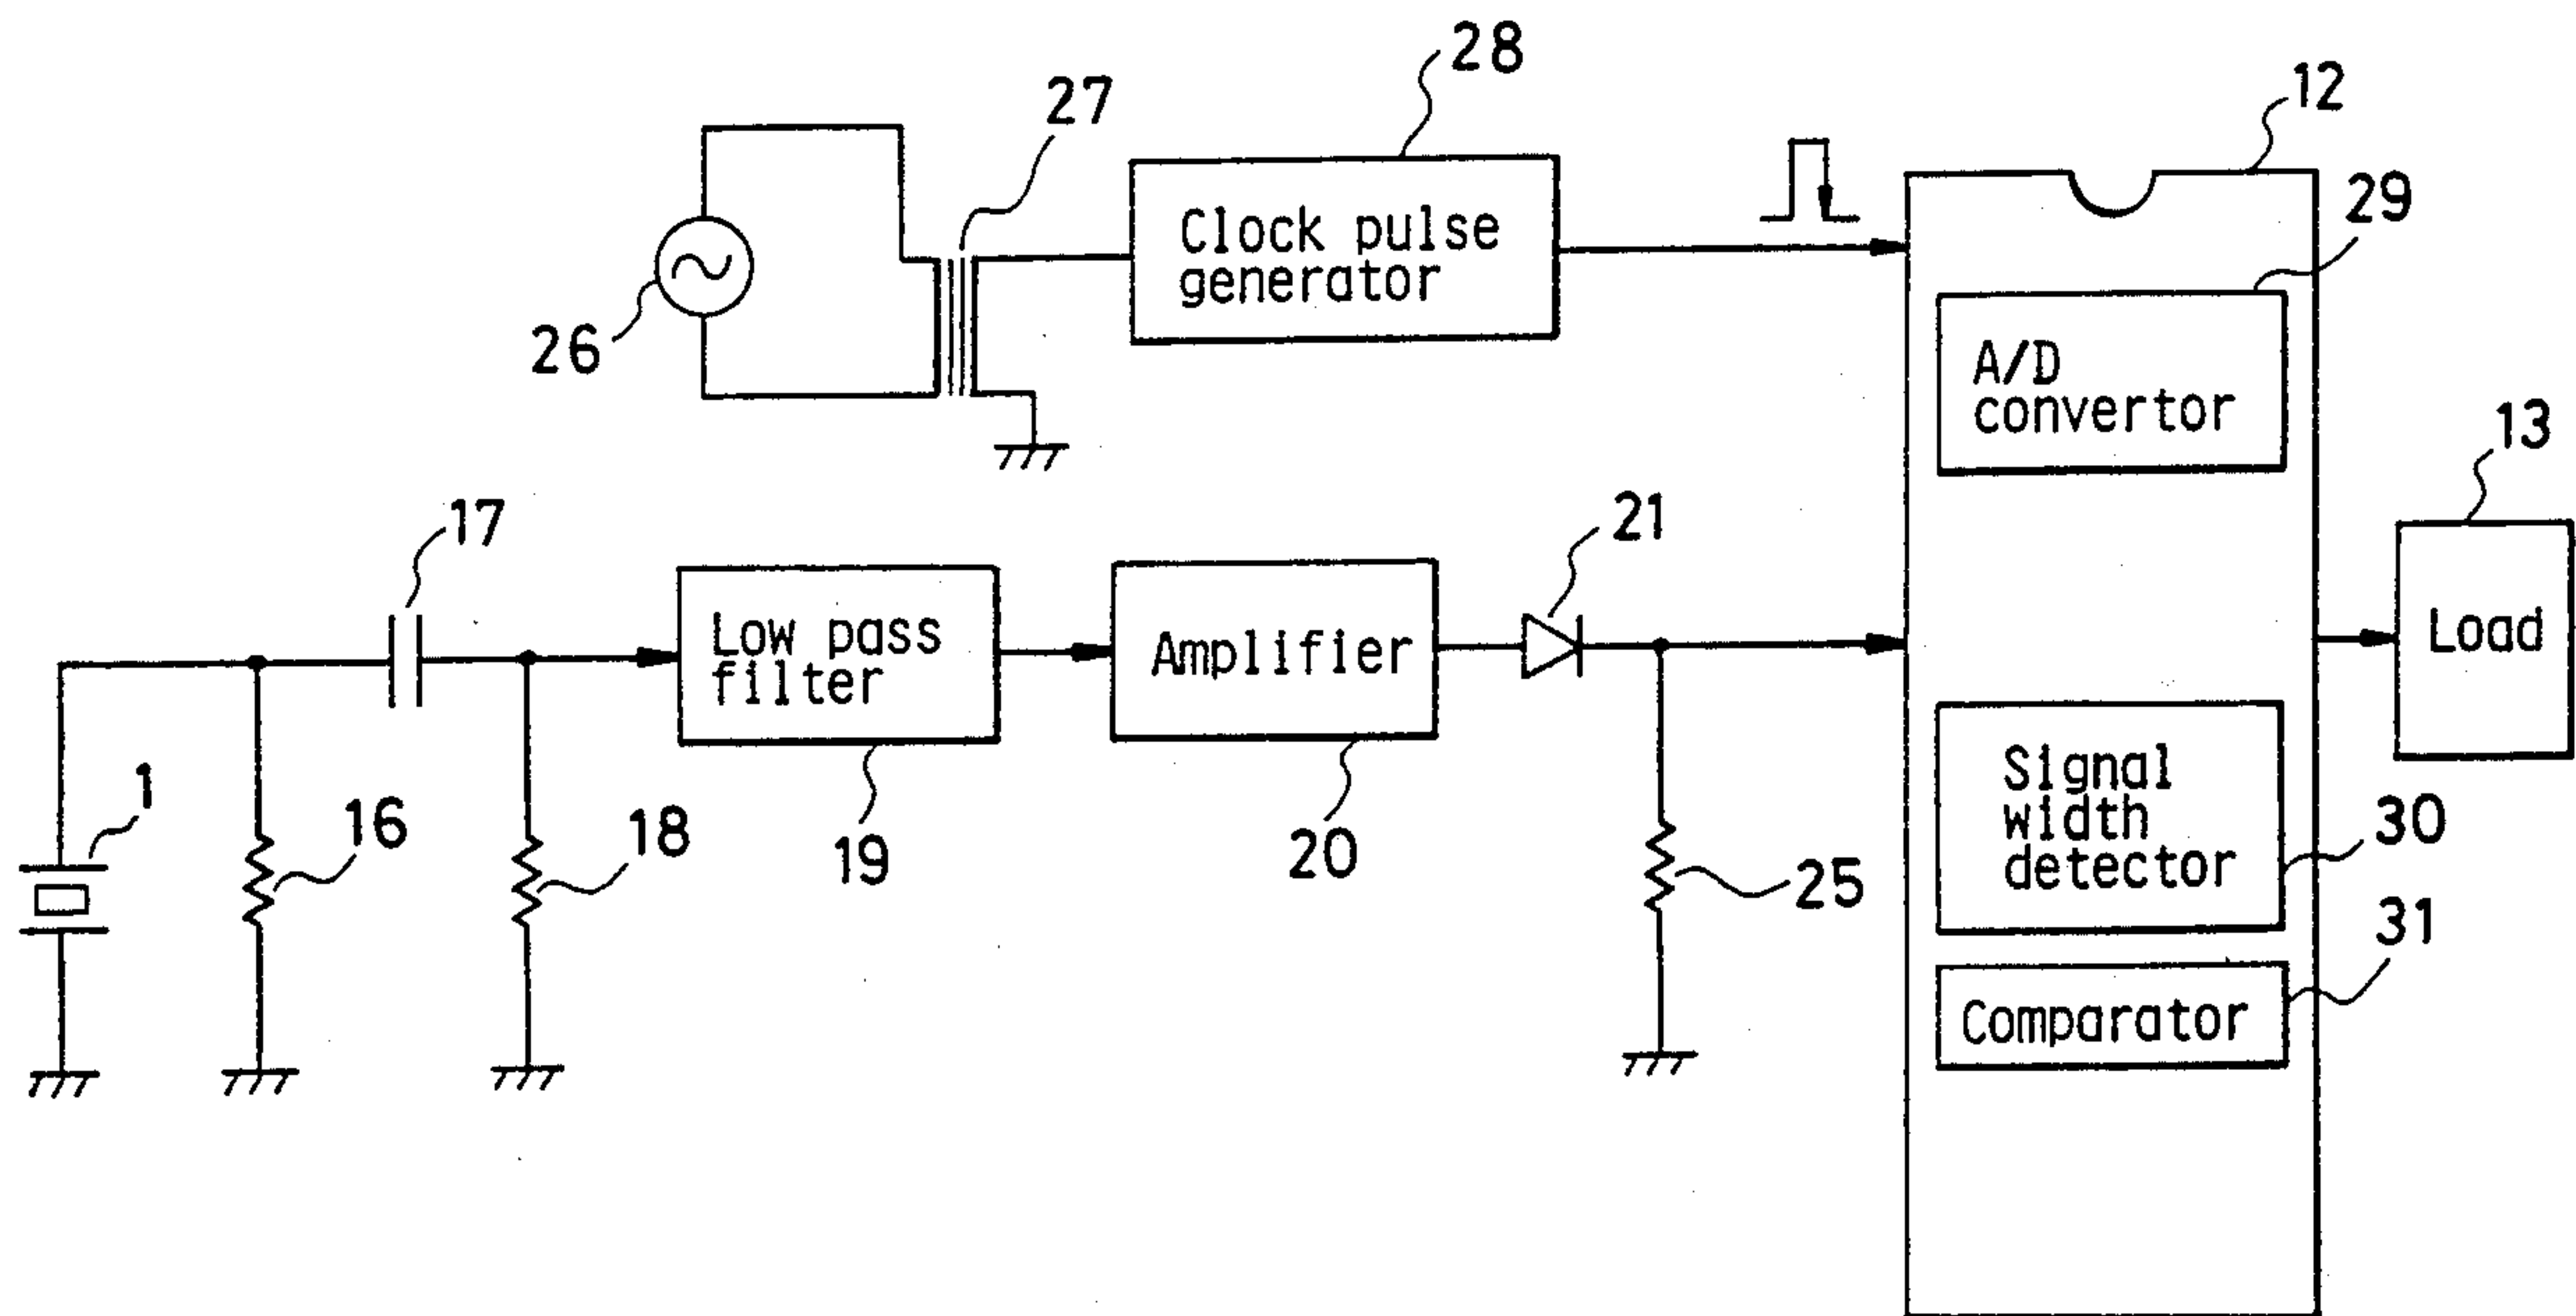 28
27
12
Clock pulse
generator
29
26
A/D
convertor
13
17
21
Low pass
filter
Amplifier
Load
1
16
18
19
20
Signal
width
detector
30
25
31
Comparator